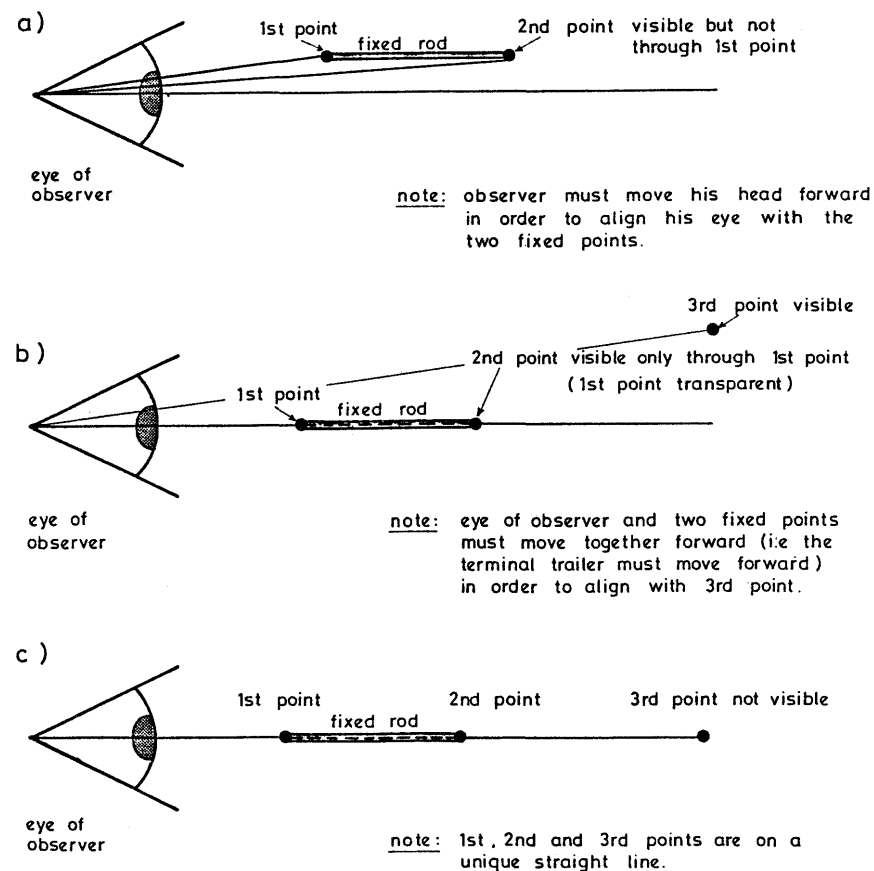 a)
1st point
fixed rod
2nd point visible but not
through 1st point
eye of
observer
note: observer must move his head forward
in order to align his eye with the
two fixed points.
3rd point visible
b)
2nd point visible only through 1st point
(1st point transparent)
1st point
fixed rod
eye of
observer
note: eye of observer and two fixed points
must move together forward (i:e the
terminal trailer must move forward)
in order to align with 3rd point.
c)
1st point
2nd point
3rd point not visible
fixed rod
eye of
observer
note: 1st, 2nd and 3rd points are on a
unique straight line.